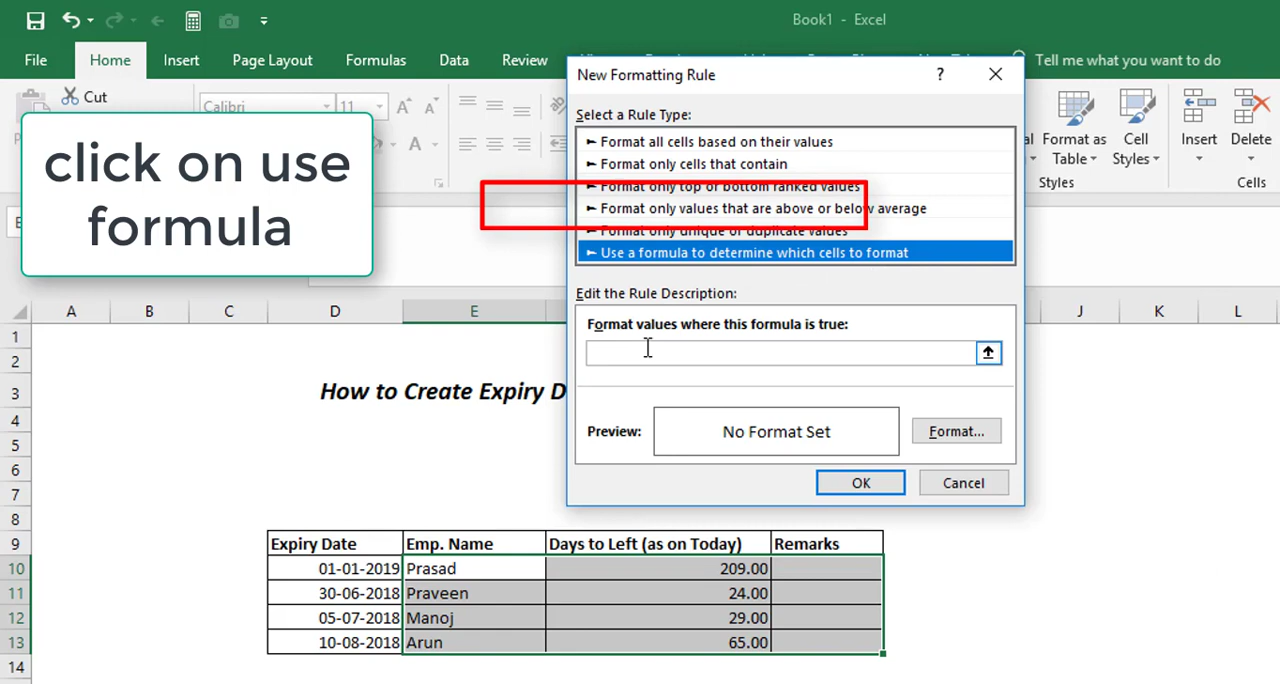 Book1 - Excel
File Home Insert Page Layout Formulas Data Review Tell me what you want to do
Cut
Calibri 11
click on use
formula
New Formatting Rule
?
Select a Rule Type:
► Format all cells based on their values
► Format only cells that contain
► Format only top or bottom ranked values
► Format only values that are above or below average
► Format only unique or duplicate values
► Use a formula to determine which cells to format
Edit the Rule Description:
Format values where this formula is true:
Preview:
No Format Set
Format...
OK
Cancel
Format as
Table
Cell
Styles
Insert
Delete
Styles
Cells
A B C D E J K L
1
2
3 How to Create Expiry D
4
5
6
7
8
9 Expiry Date Emp. Name Days to Left (as on Today) Remarks
10 01-01-2019 Prasad 209.00
11 30-06-2018 Praveen 24.00
12 05-07-2018 Manoj 29.00
13 10-08-2018 Arun 65.00
14